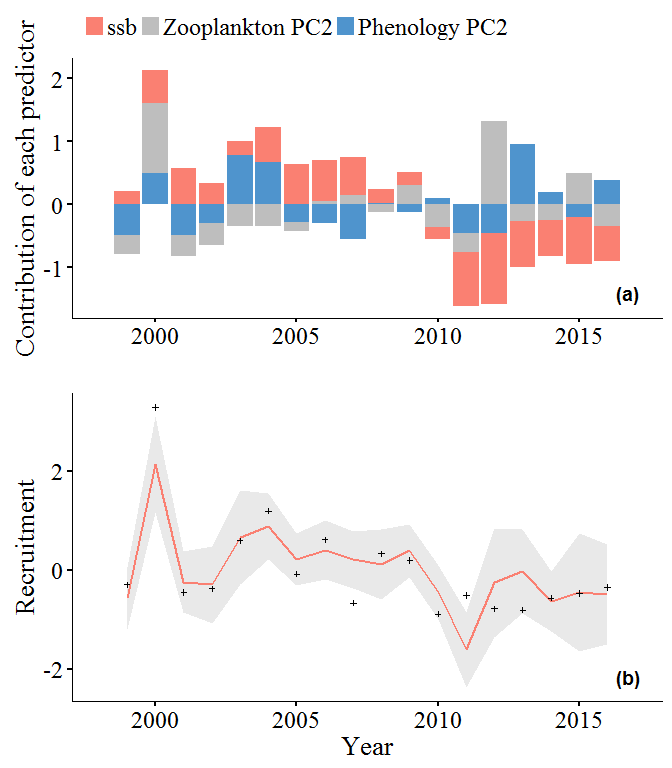 ssb Zooplankton PC2 Phenology PC2
Contribution of each predictor
2
1
0
-1
(a)
2000 2005 2010 2015
Recruitment
2
0
-2
(b)
2000 2005 2010 2015
Year